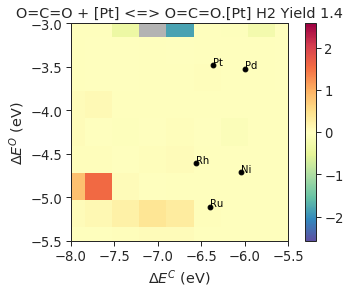 O=C=O + [Pt] <=> O=C=O.[Pt] H2 Yield 1.4
−3.0
−3.5
−4.0
−4.5
−5.0
−5.5
ΔE^O (eV)
Pt
Pd
Rh
Ni
Ru
−8.0 −7.5 −7.0 −6.5 −6.0 −5.5
ΔE^C (eV)
2
1
0
−1
−2